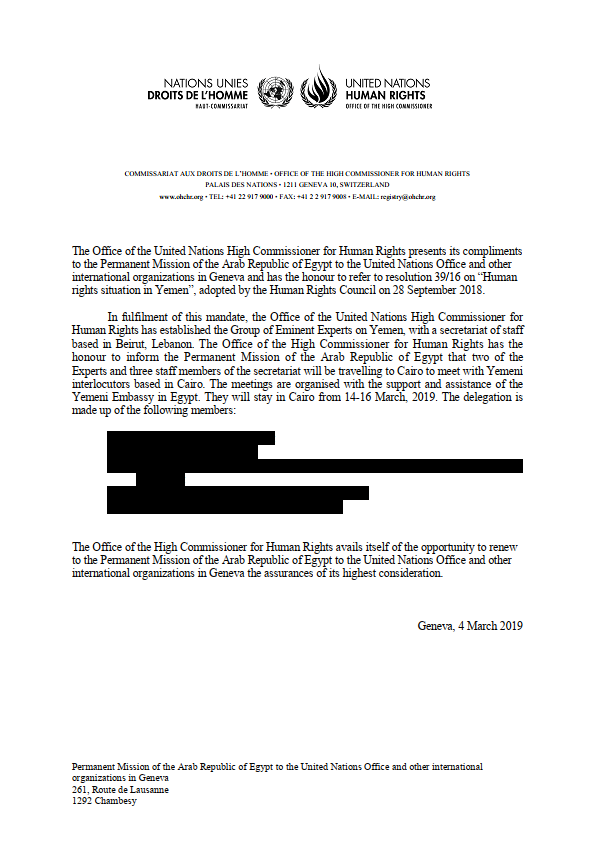 NATIONS UNIES
DROITS DE L'HOMME
HAUT-COMMISSARIAT
UNITED NATIONS
HUMAN RIGHTS
OFFICE OF THE HIGH COMMISSIONER
COMMISSARIAT AUX DROITS DE L'HOMME • OFFICE OF THE HIGH COMMISSIONER FOR HUMAN RIGHTS
PALAIS DES NATIONS • 1211 GENEVA 10, SWITZERLAND
www.ohchr.org • TEL: +41 22 917 9000 • FAX: +41 2 2 917 9008 • E-MAIL: registry@ohchr.org
The Office of the United Nations High Commissioner for Human Rights presents its compliments
to the Permanent Mission of the Arab Republic of Egypt to the United Nations Office and other
international organizations in Geneva and has the honour to refer to resolution 39/16 on “Human
rights situation in Yemen”, adopted by the Human Rights Council on 28 September 2018.
In fulfilment of this mandate, the Office of the United Nations High Commissioner for
Human Rights has established the Group of Eminent Experts on Yemen, with a secretariat of staff
based in Beirut, Lebanon. The Office of the High Commissioner for Human Rights has the
honour to inform the Permanent Mission of the Arab Republic of Egypt that two of the
Experts and three staff members of the secretariat will be travelling to Cairo to meet with Yemeni
interlocutors based in Cairo. The meetings are organised with the support and assistance of the
Yemeni Embassy in Egypt. They will stay in Cairo from 14-16 March, 2019. The delegation is
made up of the following members:
The Office of the High Commissioner for Human Rights avails itself of the opportunity to renew
to the Permanent Mission of the Arab Republic of Egypt to the United Nations Office and other
international organizations in Geneva the assurances of its highest consideration.
Geneva, 4 March 2019
Permanent Mission of the Arab Republic of Egypt to the United Nations Office and other international
organizations in Geneva
261, Route de Lausanne
1292 Chambesy